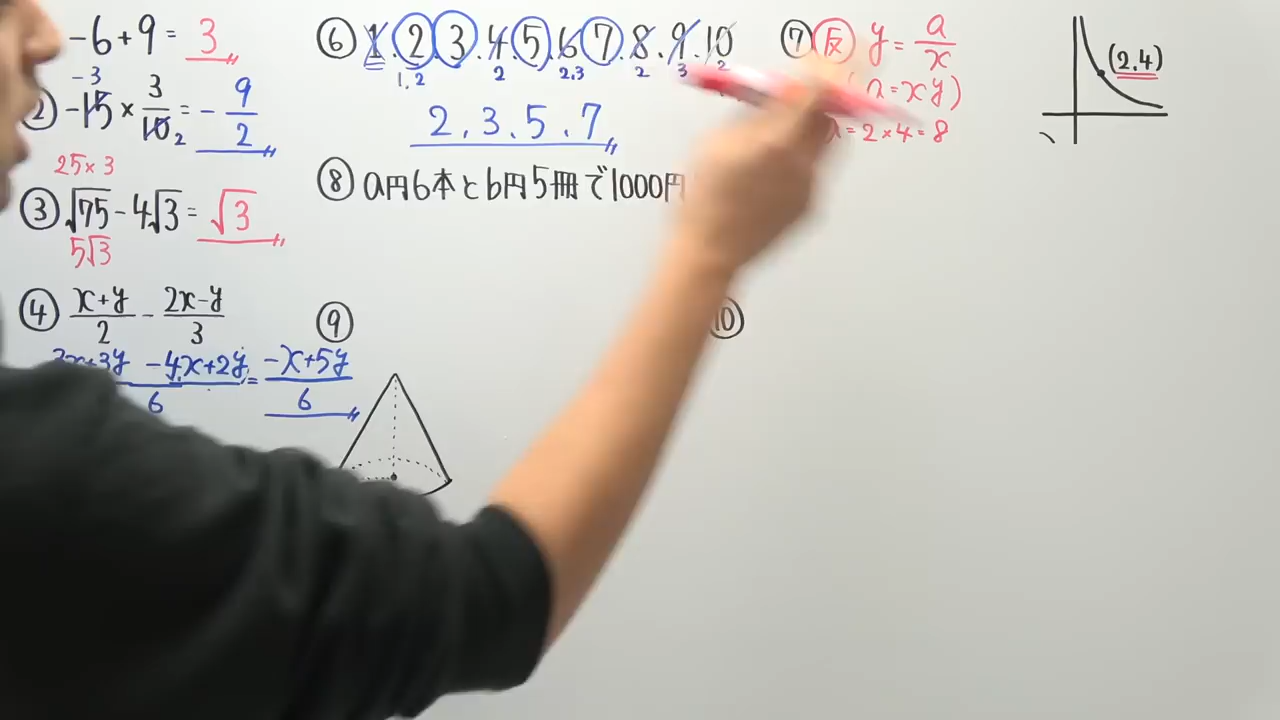 -6+9=3
② -15×3/10=-9/2
-3
2
25×3
③ √75-4√3=√3
5√3
④ (x+y)/2-(2x-y)/3
3x+3y-4x+2y/6=-x+5y/6
⑥ 1.2.3.4.5.6.7.8.9.10
1,2 2 2,3 2 3 2
2.3.5.7
⑧ a円6本とb円5冊で1000円
⑨
⑦ 反 y=a/x
=xy)
=2×4=8
(2.4)
⑩